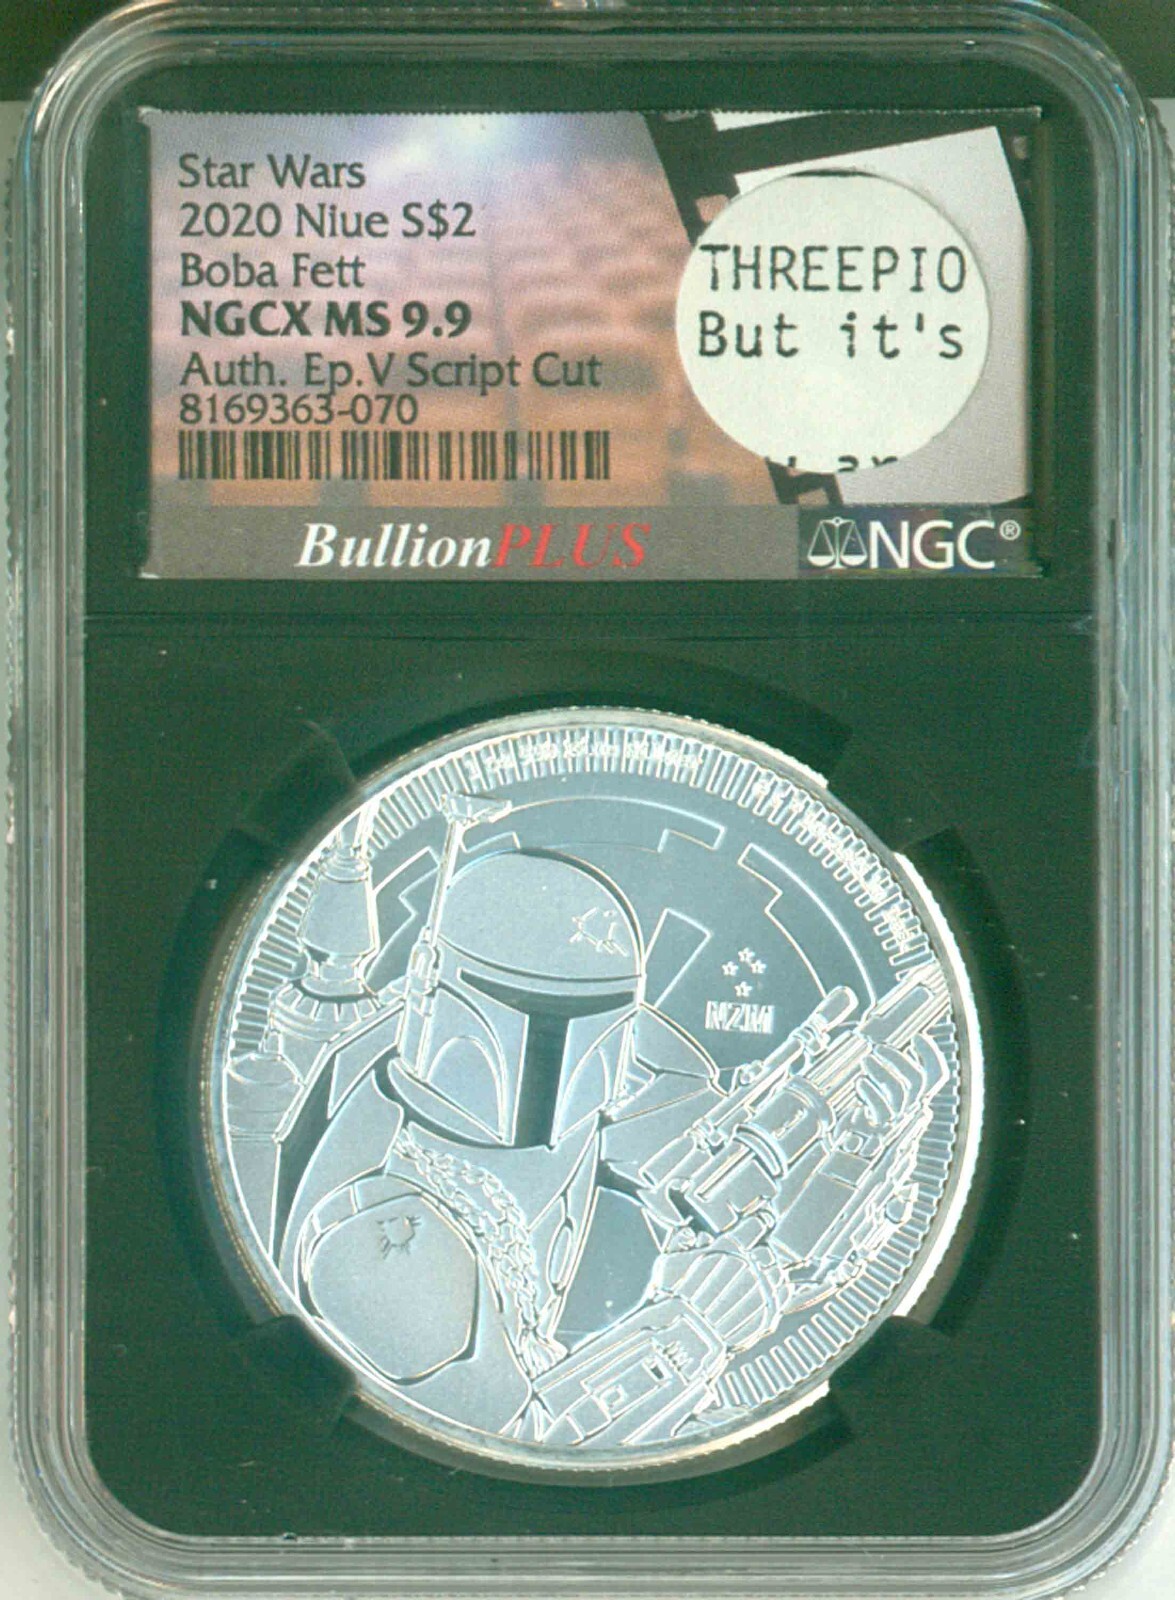 Star Wars
2020 Niue S$2
Boba Fett
NGCX MS 9.9
Auth. Ep.V Script Cut
8169363-070
THREEPIO
But it's
BullionPLUS
NGC®
NZM